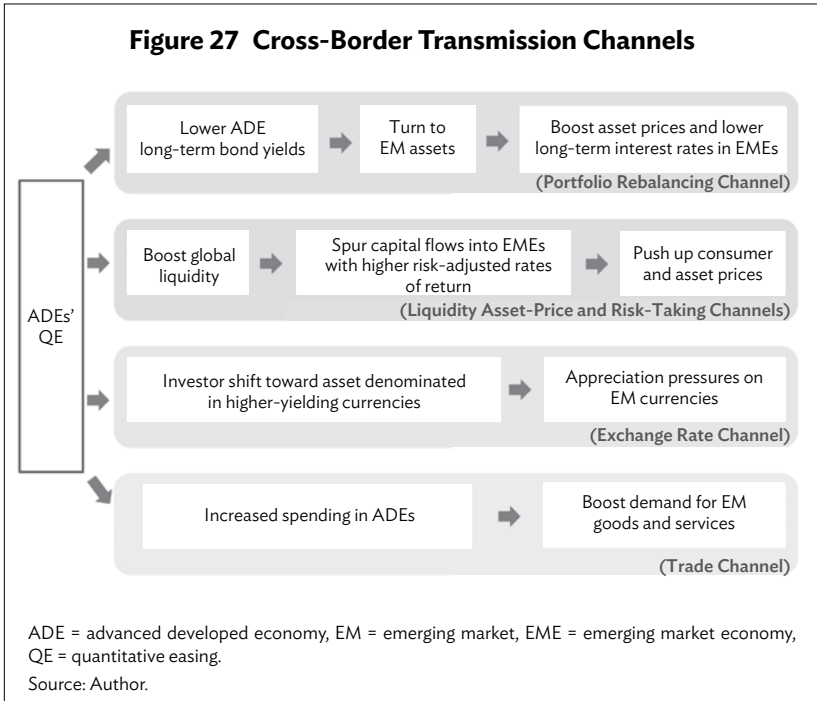 Figure 27 Cross-Border Transmission Channels
Lower ADE
long-term bond yields
Turn to
EM assets
Boost asset prices and lower
long-term interest rates in EMEs
(Portfolio Rebalancing Channel)
Boost global
liquidity
Spur capital flows into EMEs
with higher risk-adjusted rates
of return
Push up consumer
and asset prices
(Liquidity Asset-Price and Risk-Taking Channels)
ADEs'
QE
Investor shift toward asset denominated
in higher-yielding currencies
Appreciation pressures on
EM currencies
(Exchange Rate Channel)
Increased spending in ADEs
Boost demand for EM
goods and services
(Trade Channel)
ADE = advanced developed economy, EM = emerging market, EME = emerging market economy,
QE = quantitative easing.
Source: Author.